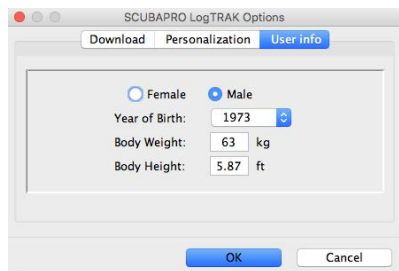 SCUBAPRO LogTRAK Options
Download Personalization User info
Female Male
Year of Birth: 1973
Body Weight: 63 kg
Body Height: 5.87 ft
OK Cancel